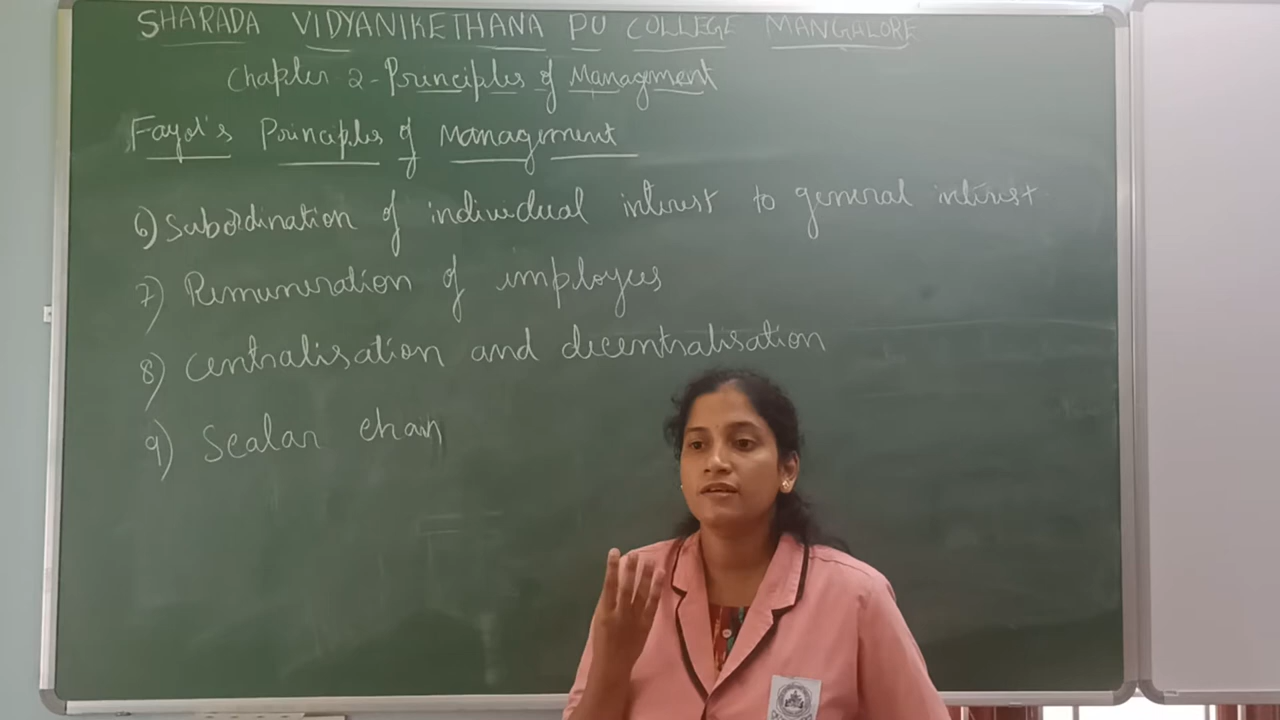 SHARADA VIDYANIKETHANA PU COLLEGE MANGALORE
Chapter 2 - Principles of Management
Fayol's Principles of Management
6) Subordination of individual interest to general interest
7) Remuneration of employees
8) Centralisation and decentralisation
9) Scalar chain